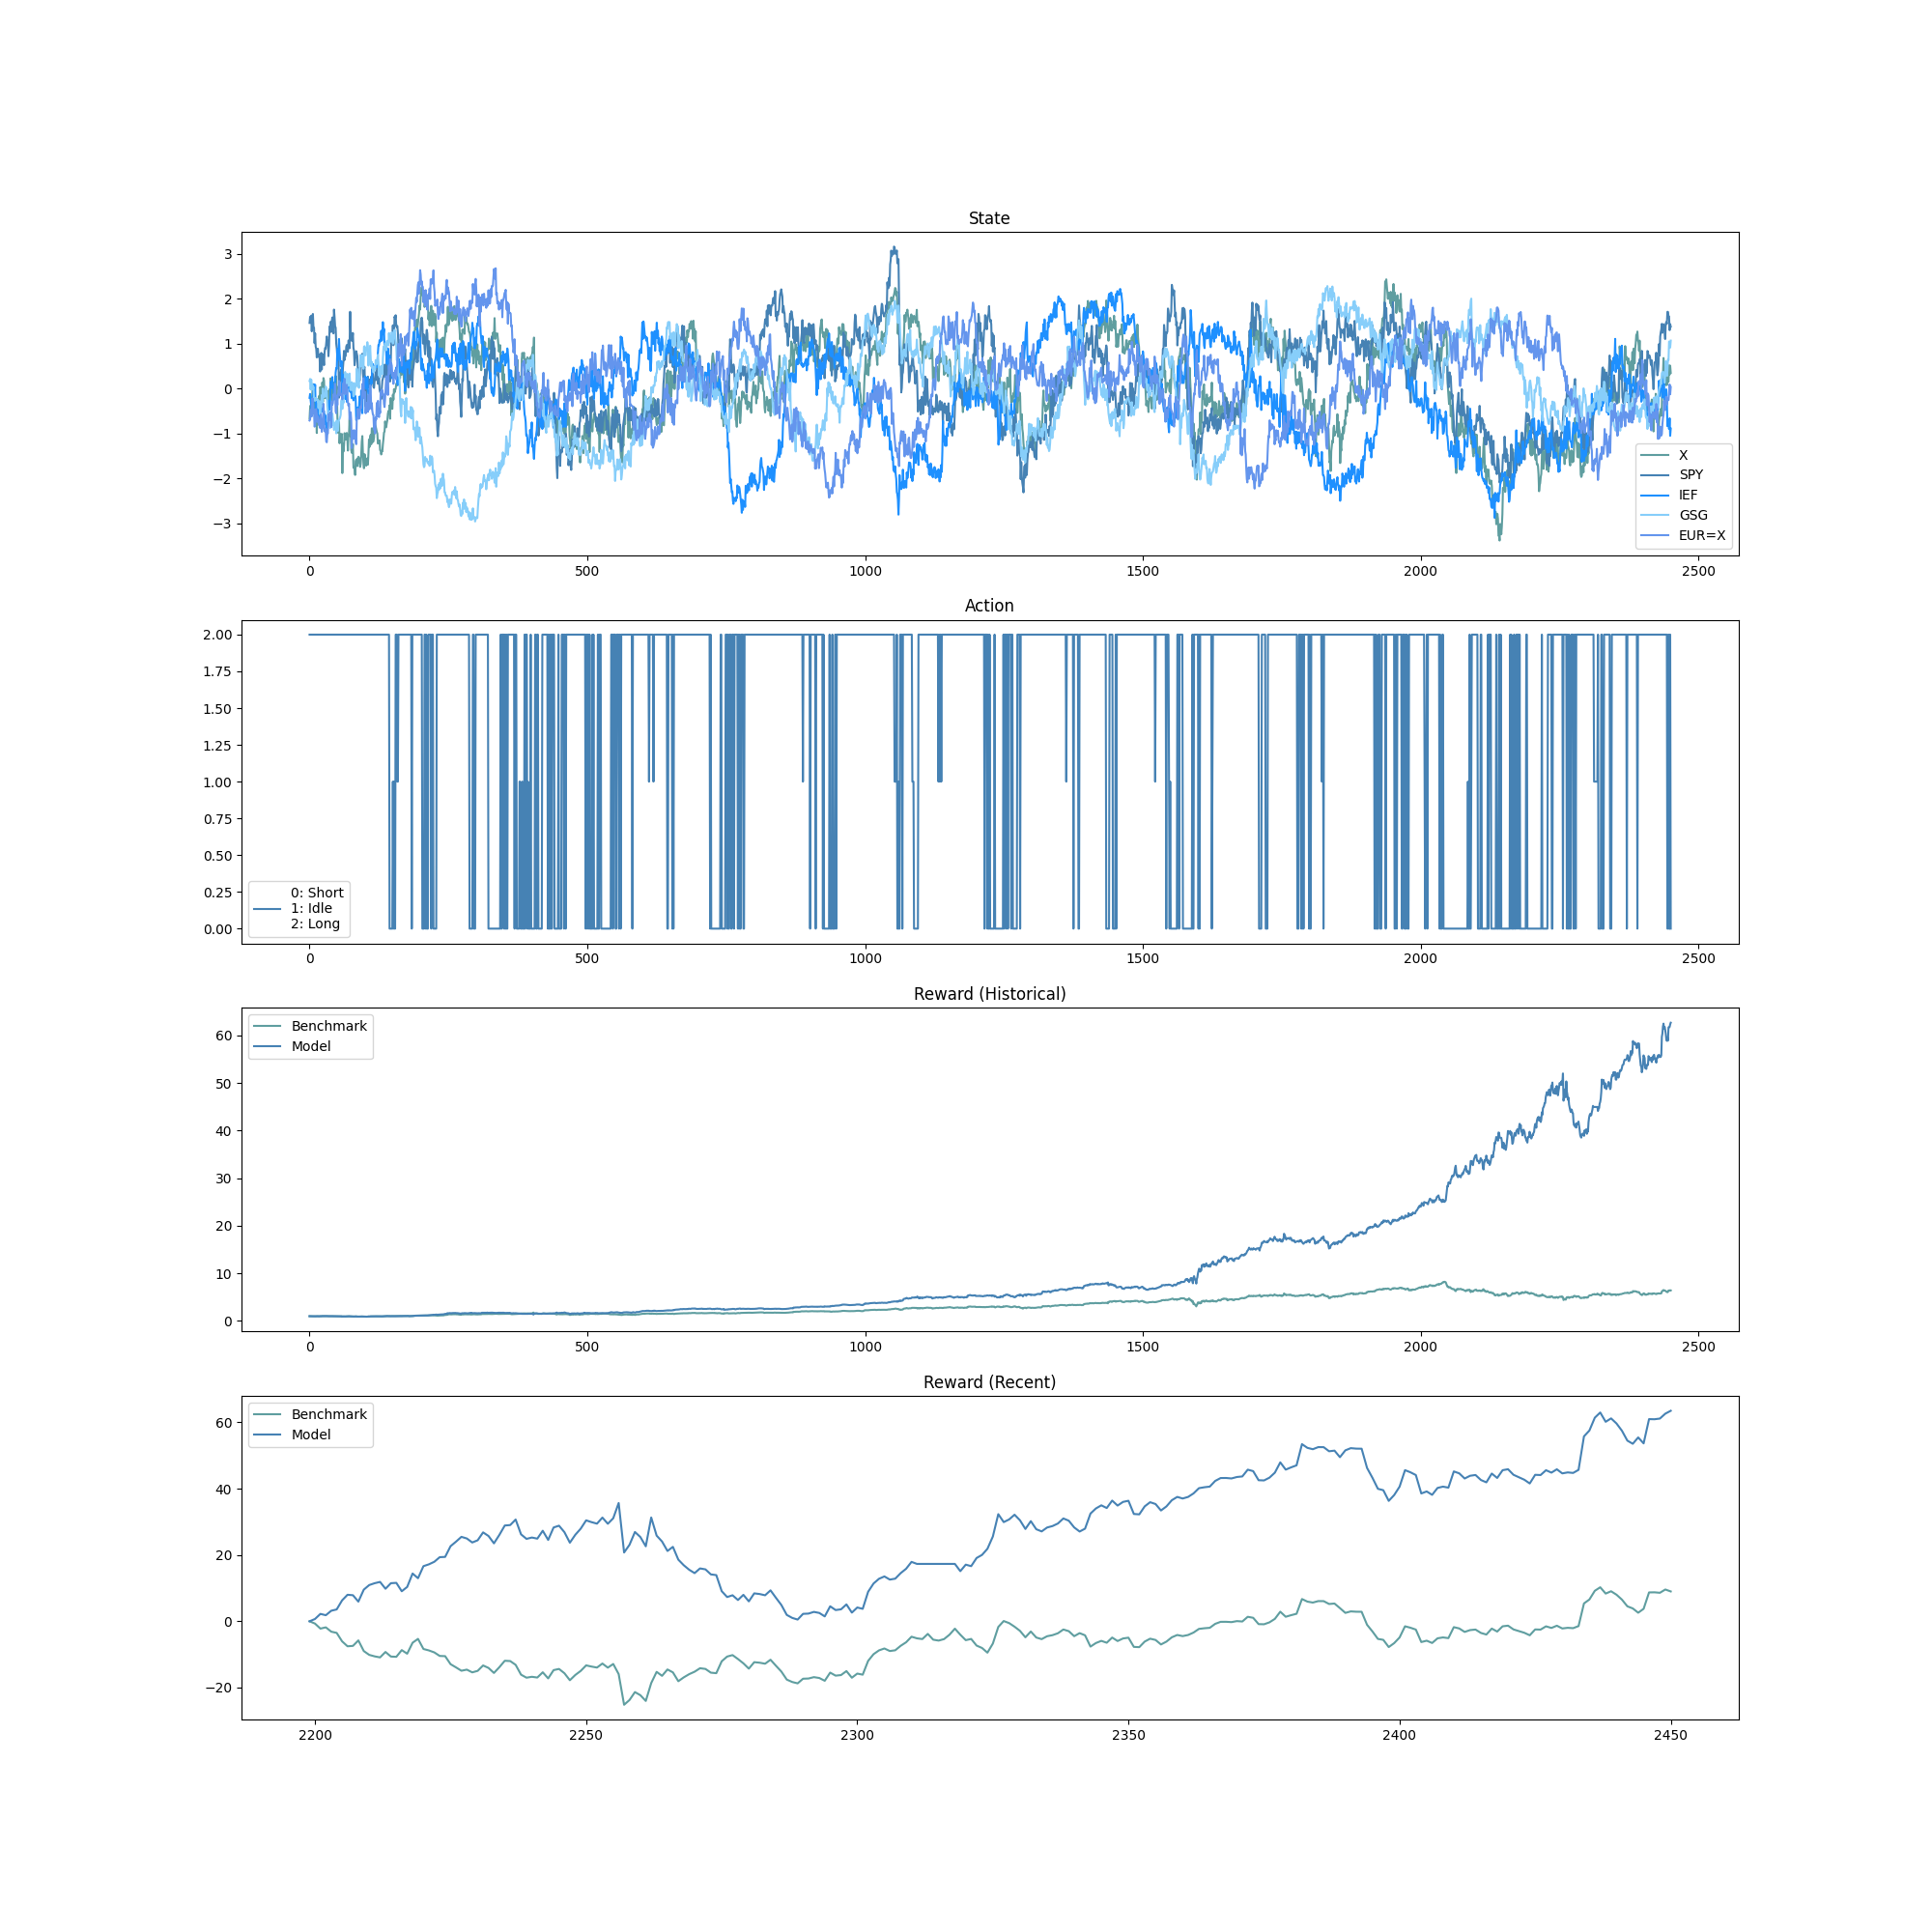 State
3
2
1
0
−1
−2
−3
X
SPY
IEF
GSG
EUR=X
0 500 1000 1500 2000 2500
Action
2.00
1.75
1.50
1.25
1.00
0.75
0.50
0.25
0.00
0: Short
1: Idle
2: Long
0 500 1000 1500 2000 2500
Reward (Historical)
Benchmark
Model
60
50
40
30
20
10
0
0 500 1000 1500 2000 2500
Reward (Recent)
Benchmark
Model
60
40
20
0
−20
2200 2250 2300 2350 2400 2450